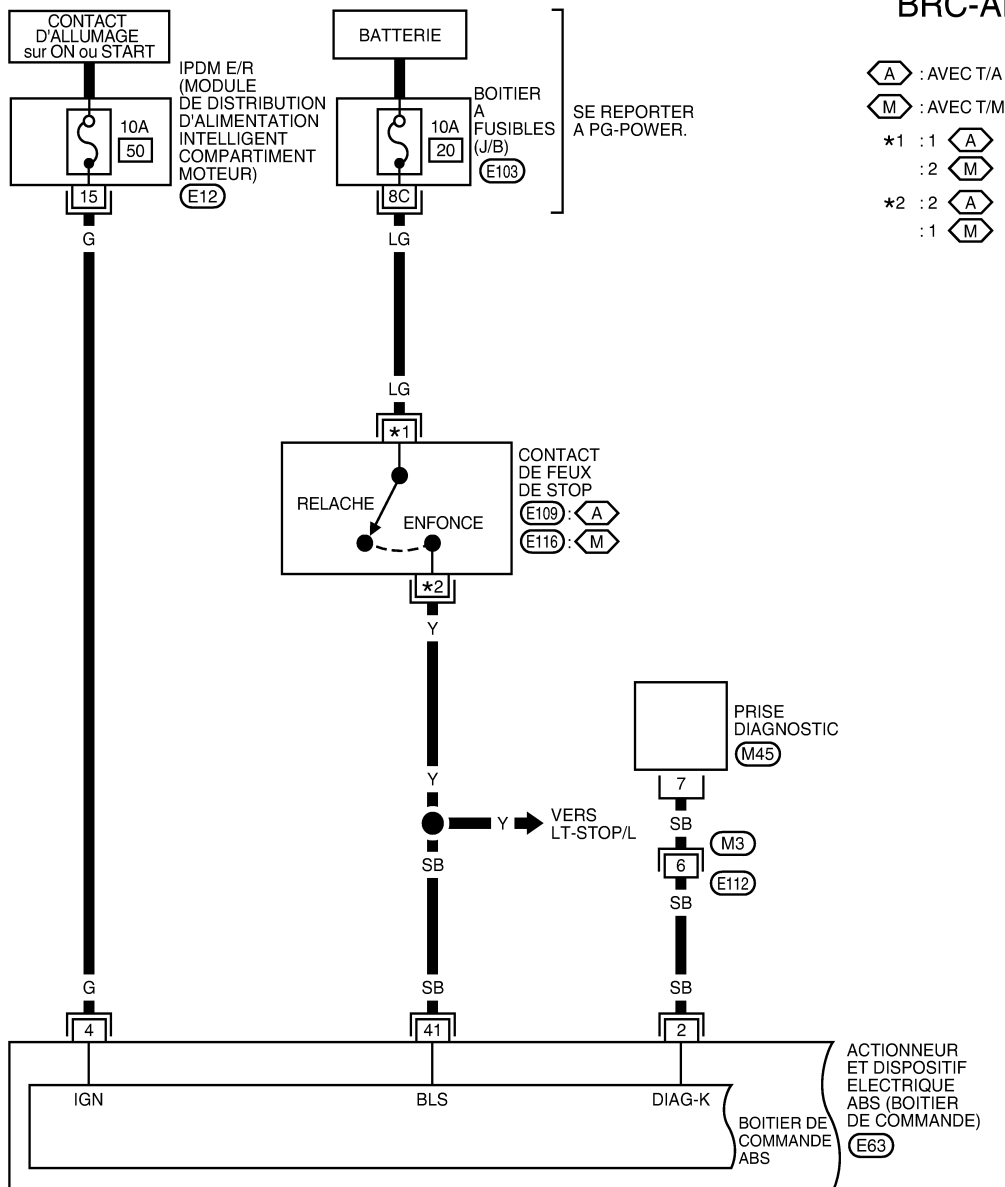 BRC-A
CONTACT
D'ALLUMAGE
sur ON ou START
BATTERIE
IPDM E/R
(MODULE
DE DISTRIBUTION
D'ALIMENTATION
INTELLIGENT
COMPARTIMENT
MOTEUR)
E12
10A
50
15
G
BOITIER
A
FUSIBLES
(J/B)
E103
10A
20
8C
LG
SE REPORTER
A PG-POWER.
A : AVEC T/A
M : AVEC T/M
*1 : 1 A
: 2 M
*2 : 2 A
: 1 M
LG
*1
RELACHE
ENFONCE
CONTACT
DE FEUX
DE STOP
E109 : A
E116 : M
*2
Y
Y
Y
VERS
LT-STOP/L
SB
PRISE
DIAGNOSTIC
M45
7
SB
M3
6
E112
SB
G
SB
SB
4
41
2
IGN
BLS
DIAG-K
BOITIER DE
COMMANDE
ABS
ACTIONNEUR
ET DISPOSITIF
ELECTRIQUE
ABS (BOITIER
DE COMMANDE)
E63